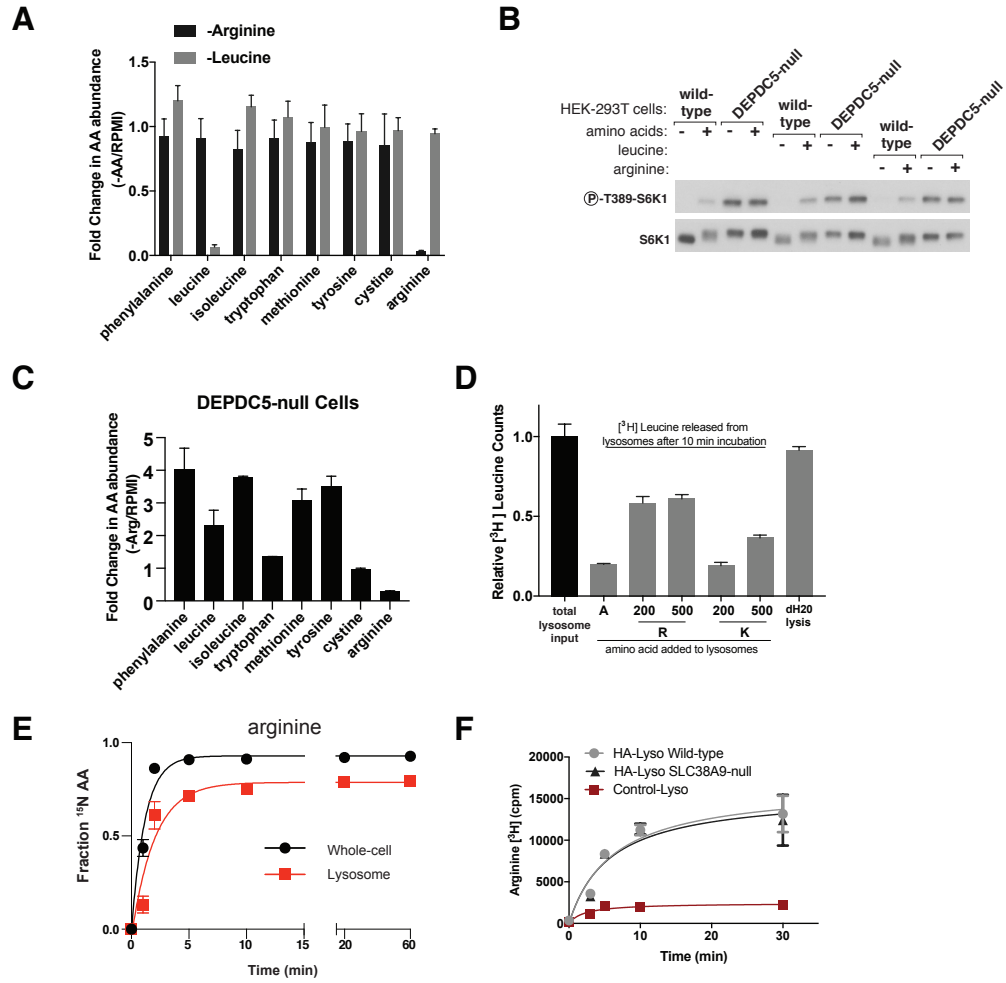 A
-Arginine
-Leucine
Fold Change in AA abundance
(-AA/RPMI)
1.5
1.0
0.5
0.0
phenylalanine
leucine
isoleucine
tryptophan
methionine
tyrosine
cystine
arginine
B
HEK-293T cells:
wild-
type
DEPDC5-null
wild-
type
DEPDC5-null
wild-
type
DEPDC5-null
amino acids:
- + - +
leucine:
- + - +
arginine:
- + - +
Ⓟ-T389-S6K1
S6K1
C
DEPDC5-null Cells
Fold Change in AA abundance
(-Arg/RPMI)
5
4
3
2
1
0
phenylalanine
leucine
isoleucine
tryptophan
methionine
tyrosine
cystine
arginine
D
Relative [³H ] Leucine Counts
1.0
0.5
0.0
[³H] Leucine released from
lysosomes after 10 min incubation
total
lysosome
input
A 200 500 200 500
R K
amino acid added to lysosomes
dH20
lysis
E
arginine
Fraction ¹⁵N AA
1.0
0.5
0.0
Whole-cell
Lysosome
0 5 10 15 20 60
Time (min)
F
HA-Lyso Wild-type
HA-Lyso SLC38A9-null
Control-Lyso
Arginine [³H] (cpm)
20000
15000
10000
5000
0
0 10 20 30
Time (min)